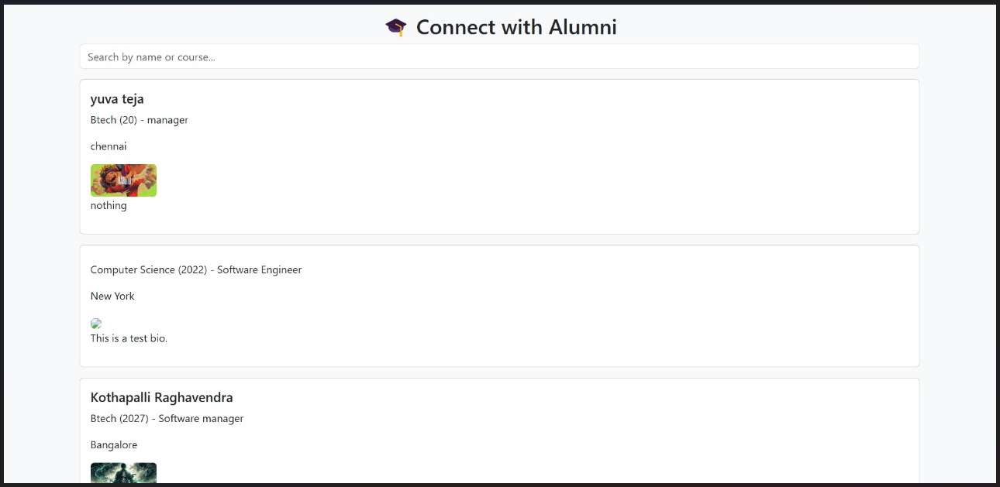 Connect with Alumni
Search by name or course...
yuva teja
Btech (20) - manager
chennai
nothing
Computer Science (2022) - Software Engineer
New York
This is a test bio.
Kothapalli Raghavendra
Btech (2027) - Software manager
Bangalore